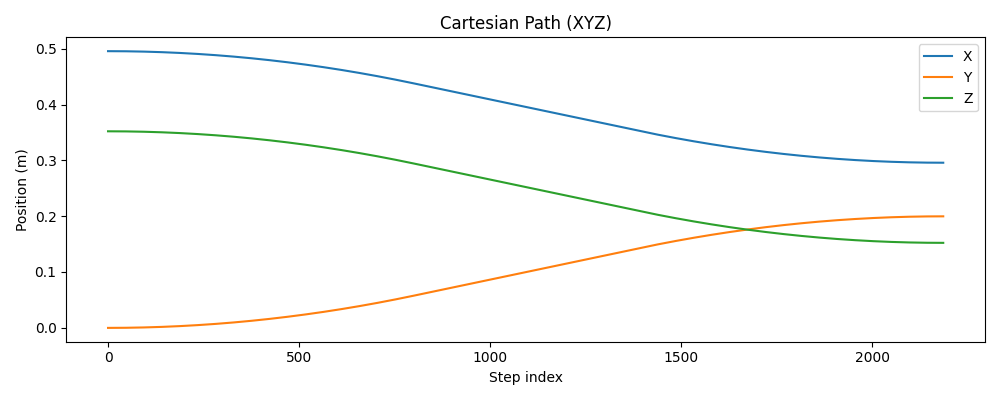 Cartesian Path (XYZ)
X
Y
Z
Position (m)
0.5
0.4
0.3
0.2
0.1
0.0
0 500 1000 1500 2000
Step index